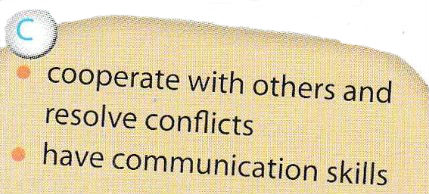 C
• cooperate with others and
resolve conflicts
• have communication skills